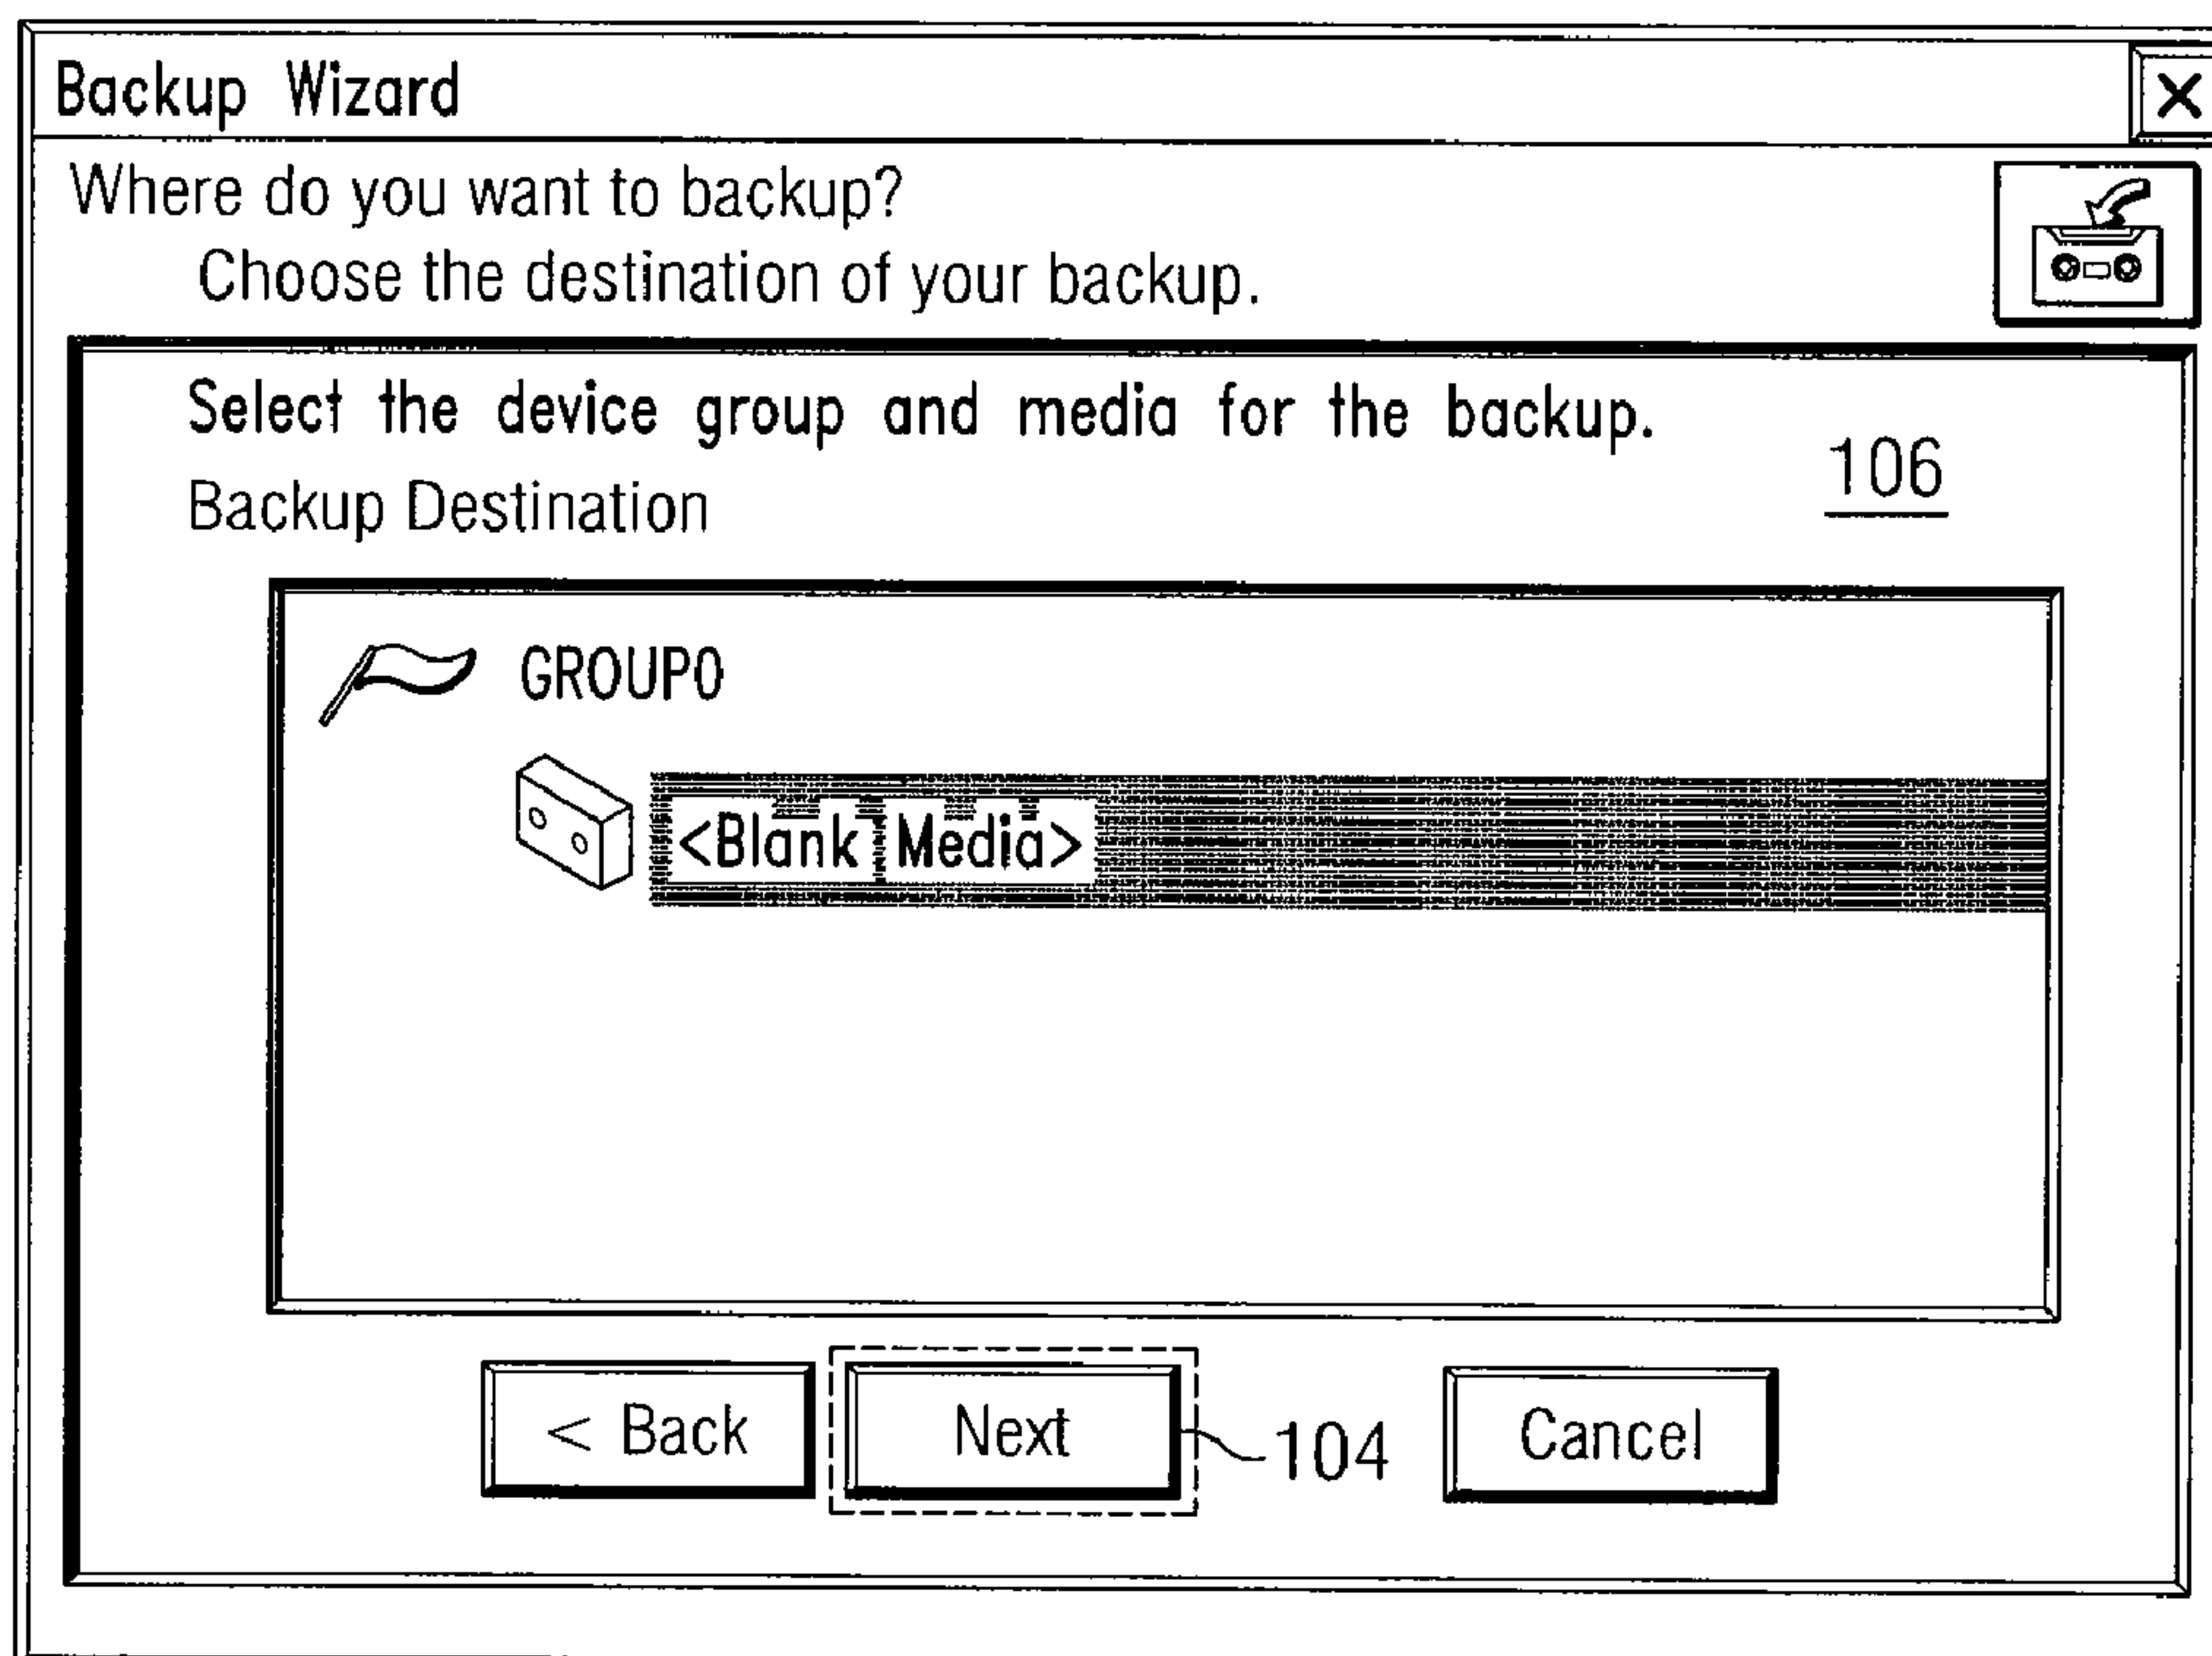 Backup Wizard
X
Where do you want to backup?
Choose the destination of your backup.
Select the device group and media for the backup.
106
Backup Destination
GROUP0
<Blank Media>
< Back
Next
104
Cancel